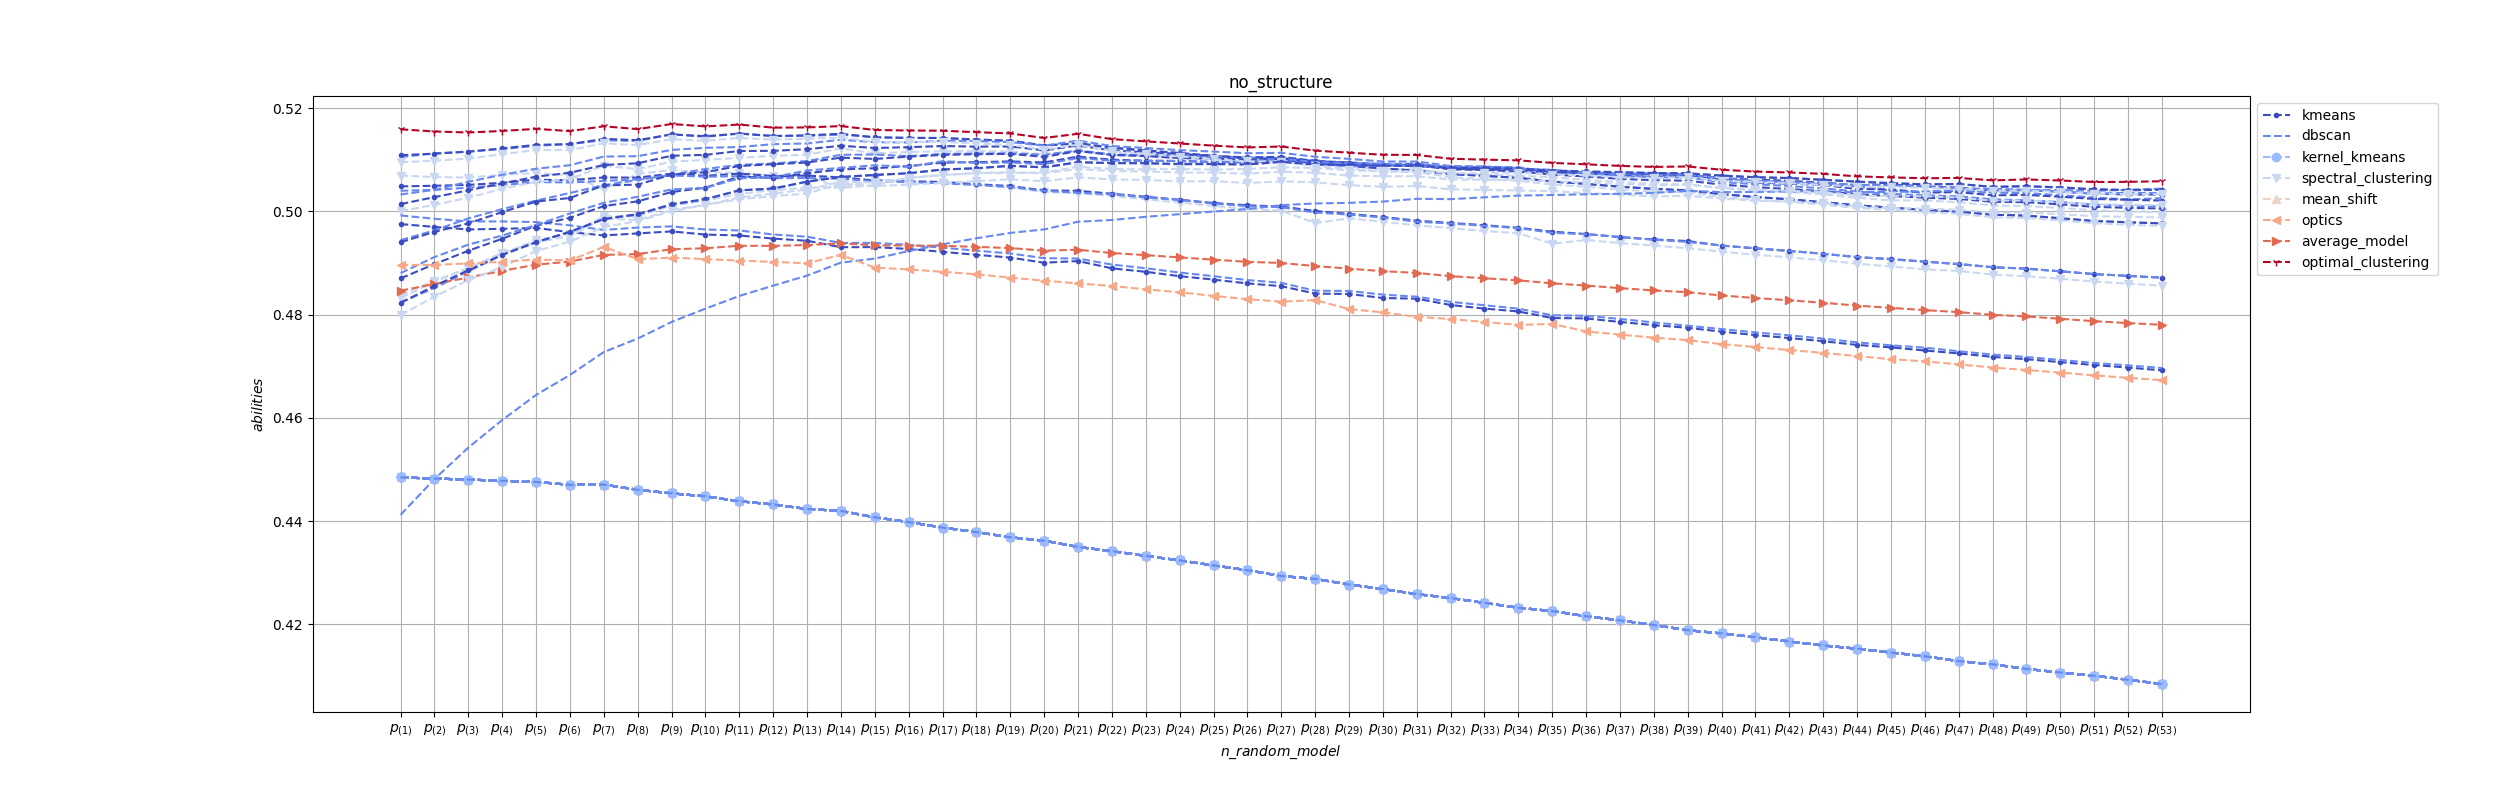 no_structure
0.52
0.50
0.48
0.46
0.44
0.42
abilities
p(1) p(2) p(3) p(4) p(5) p(6) p(7) p(8) p(9) p(10) p(11) p(12) p(13) p(14) p(15) p(16) p(17) p(18) p(19) p(20) p(21) p(22) p(23) p(24) p(25) p(26) p(27) p(28) p(29) p(30) p(31) p(32) p(33) p(34) p(35) p(36) p(37) p(38) p(39) p(40) p(41) p(42) p(43) p(44) p(45) p(46) p(47) p(48) p(49) p(50) p(51) p(52) p(53)
n_random_model
kmeans
dbscan
kernel_kmeans
spectral_clustering
mean_shift
optics
average_model
optimal_clustering